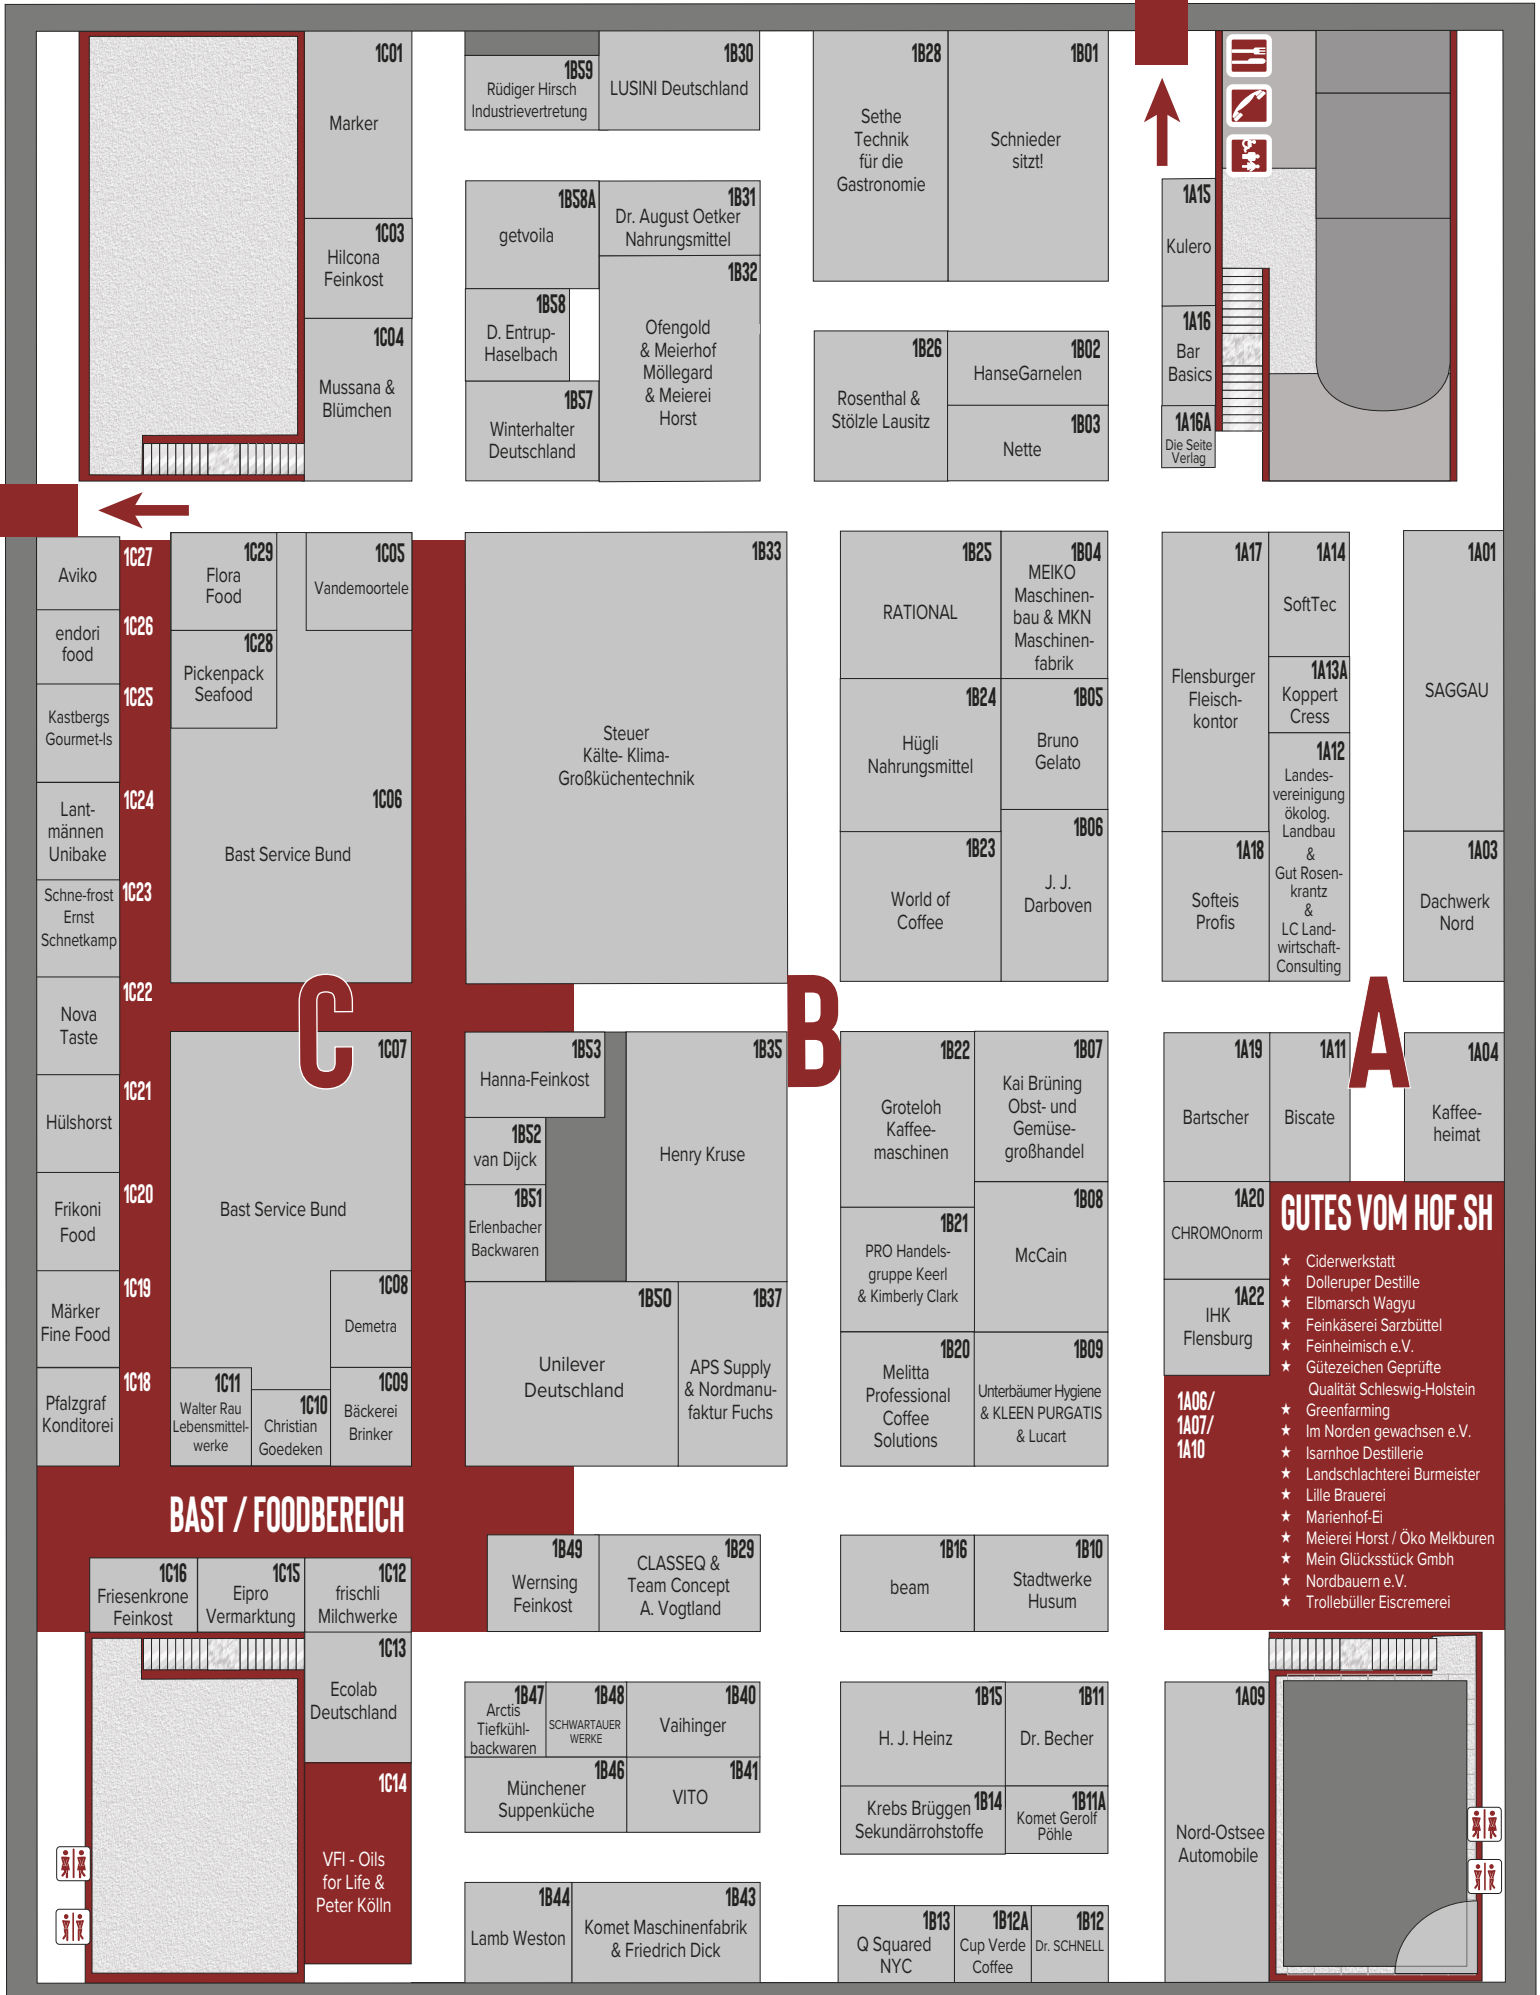 1C01
Marker
1C03
Hilcona
Feinkost
1C04
Mussana &
Blümchen
1B59
Rüdiger Hirsch
Industrievertretung
1B30
LUSINI Deutschland
1B58A
getvoila
1B31
Dr. August Oetker
Nahrungsmittel
1B58
D. Entrup-
Haselbach
1B32
Ofengold
& Meierhof
Möllegard
& Meierei
Horst
1B57
Winterhalter
Deutschland
1B28
Sethe
Technik
für die
Gastronomie
1B01
Schnieder
sitzt!
1B26
Rosenthal &
Stölzle Lausitz
1B02
HanseGarnelen
1B03
Nette
1A15
Kulero
1A16
Bar
Basics
1A16A
Die Seite
Verlag
Aviko
1C27
endori
food
1C26
Kastbergs
Gourmet-Is
1C25
Lant-
männen
Unibake
1C24
Schne-frost
Ernst
Schnetkamp
1C23
Nova
Taste
1C22
Hülshorst
1C21
Frikoni
Food
1C20
Märker
Fine Food
1C19
Pfalzgraf
Konditorei
1C18
1C29
Flora
Food
1C05
Vandemoortele
1C28
Pickenpack
Seafood
1C06
Bast Service Bund
C
1C07
Bast Service Bund
1C08
Demetra
1C11
Walter Rau
Lebensmittel-
werke
1C10
Christian
Goedeken
1C09
Bäckerei
Brinker
BAST / FOODBEREICH
1C16
Friesenkrone
Feinkost
1C15
Eipro
Vermarktung
1C12
frischli
Milchwerke
1C13
Ecolab
Deutschland
1C14
VFI - Oils
for Life &
Peter Kölln
1B33
Steuer
Kälte- Klima-
Großküchentechnik
B
1B53
Hanna-Feinkost
1B52
van Dijck
1B51
Erlenbacher
Backwaren
1B35
Henry Kruse
1B50
Unilever
Deutschland
1B37
APS Supply
& Nordmanu-
faktur Fuchs
1B49
Wernsing
Feinkost
1B29
CLASSEQ &
Team Concept
A. Vogtland
1B47
Arctis
Tiefkühl-
backwaren
1B48
SCHWARTAUER
WERKE
1B40
Vaihinger
1B46
Münchener
Suppenküche
1B41
VITO
1B44
Lamb Weston
1B43
Komet Maschinenfabrik
& Friedrich Dick
1B25
RATIONAL
1B04
MEIKO
Maschinen-
bau & MKN
Maschinen-
fabrik
1B24
Hügli
Nahrungsmittel
1B05
Bruno
Gelato
1B23
World of
Coffee
1B06
J. J.
Darboven
1B22
Groteloh
Kaffee-
maschinen
1B07
Kai Brüning
Obst- und
Gemüse-
großhandel
1B21
PRO Handels-
gruppe Keerl
& Kimberly Clark
1B08
McCain
1B20
Melitta
Professional
Coffee
Solutions
1B09
Unterbäumer Hygiene
& KLEEN PURGATIS
& Lucart
1B16
beam
1B10
Stadtwerke
Husum
1B15
H. J. Heinz
1B11
Dr. Becher
1B14
Krebs Brüggen
Sekundärrohstoffe
1B11A
Komet Gerolf
Pöhle
1B13
Q Squared
NYC
1B12A
Cup Verde
Coffee
1B12
Dr. SCHNELL
1A17
Flensburger
Fleisch-
kontor
1A14
SoftTec
1A13A
Koppert
Cress
1A12
Landes-
vereinigung
ökolog.
Landbau
&
Gut Rosen-
krantz
&
LC Land-
wirtschaft-
Consulting
1A18
Softeis
Profis
1A01
SAGGAU
1A03
Dachwerk
Nord
A
1A19
Bartscher
1A11
Biscate
1A04
Kaffee-
heimat
1A20
CHROMOnorm
1A22
IHK
Flensburg
1A06/
1A07/
1A10
GUTES VOM HOF.SH
★ Ciderwerkstatt
★ Dolleruper Destille
★ Elbmarsch Wagyu
★ Feinkäserei Sarzbüttel
★ Feinheimisch e.V.
★ Gütezeichen Geprüfte
Qualität Schleswig-Holstein
★ Greenfarming
★ Im Norden gewachsen e.V.
★ Isarnhoe Destillerie
★ Landschlachterei Burmeister
★ Lille Brauerei
★ Marienhof-Ei
★ Meierei Horst / Öko Melkburen
★ Mein Glücksstück Gmbh
★ Nordbauern e.V.
★ Trollebüller Eiscremerei
1A09
Nord-Ostsee
Automobile